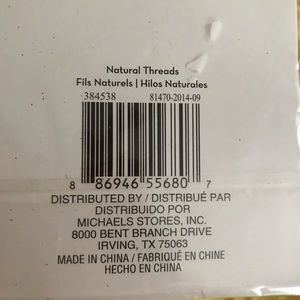 Natural Threads
Fils Naturels | Hilos Naturales
384538 81470-2014-09
8 86946 55680 7
DISTRIBUTED BY / DISTRIBUÉ PAR
DISTRIBUIDO POR
MICHAELS STORES, INC.
8000 BENT BRANCH DRIVE
IRVING, TX 75063
MADE IN CHINA / FABRIQUÉ EN CHINE
HECHO EN CHINA